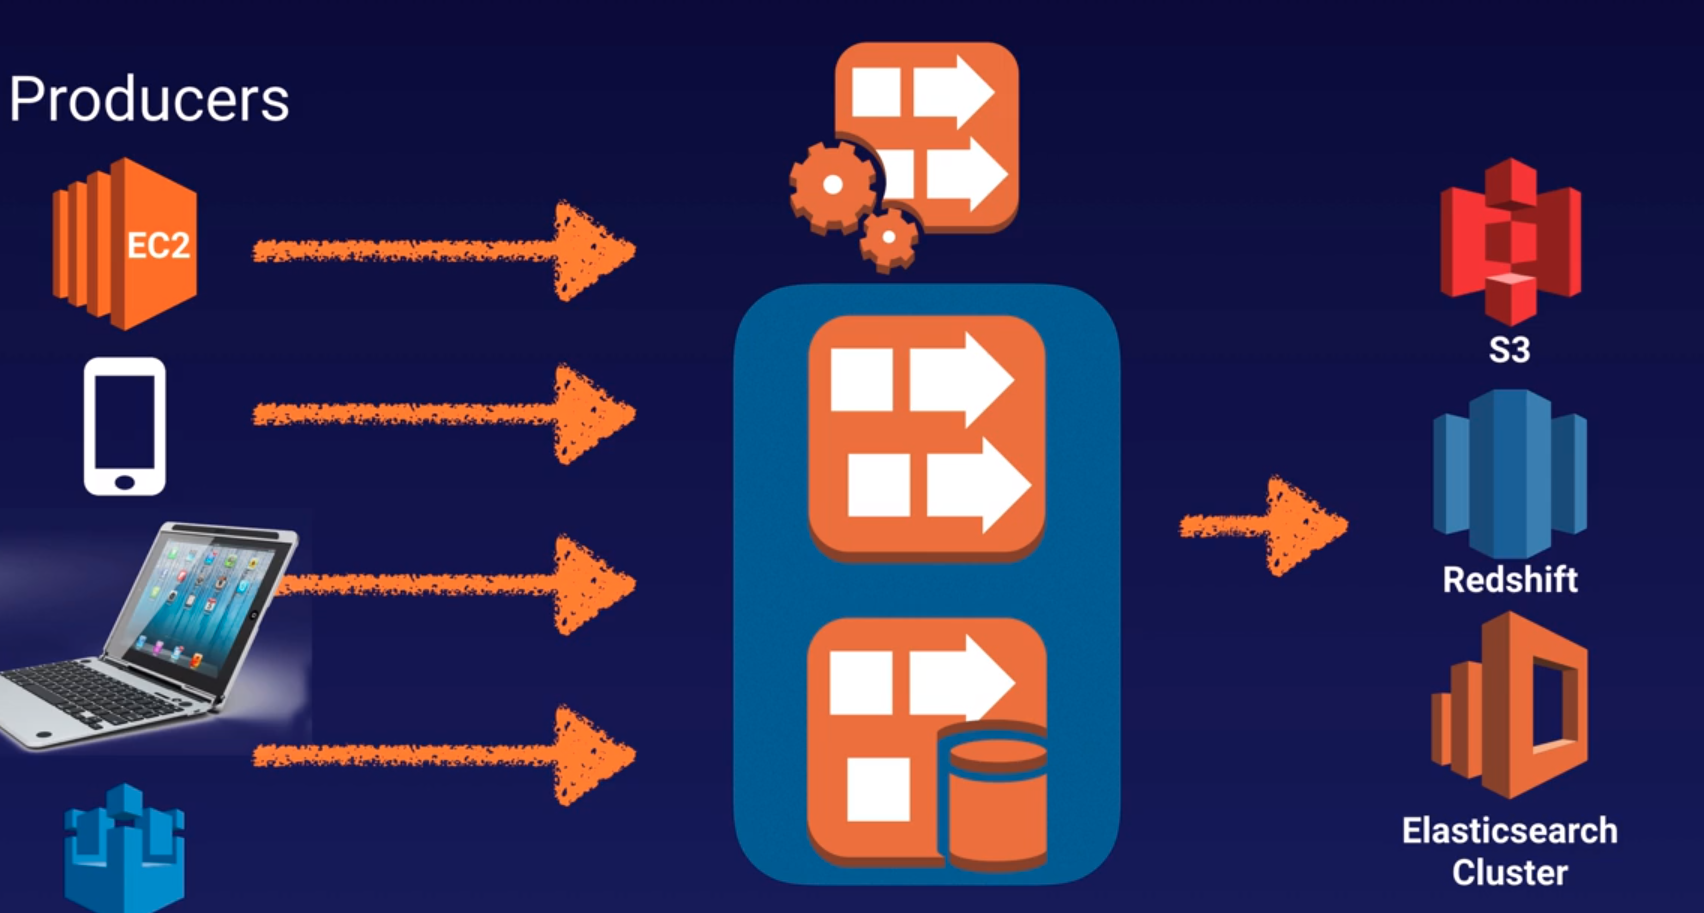 Producers
EC2
S3
Redshift
Elasticsearch
Cluster